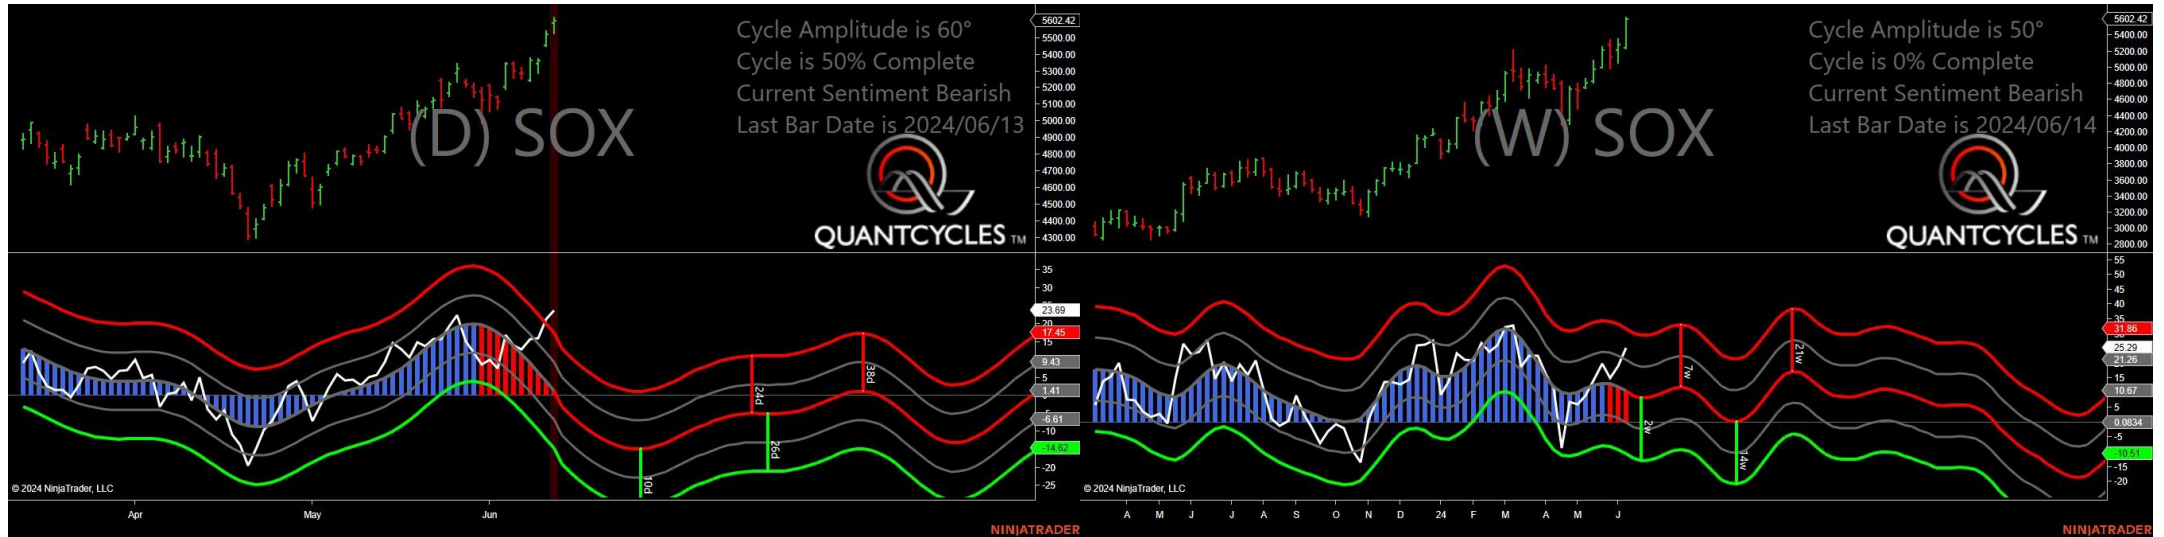 Cycle Amplitude is 60°
Cycle is 50% Complete
Current Sentiment Bearish
Last Bar Date is 2024/06/13
(D) SOX
QUANTCYCLES TM
5602.42
5500.00
5400.00
5300.00
5200.00
5100.00
5000.00
4900.00
4800.00
4700.00
4600.00
4500.00
4400.00
4300.00
35
30
23.69
20
17.45
15
9.43
5
1.41
-6.61
-10
-14.62
-20
-25
10d
24d
26d
38d
© 2024 NinjaTrader, LLC
Apr May Jun
NINJATRADER
Cycle Amplitude is 50°
Cycle is 0% Complete
Current Sentiment Bearish
Last Bar Date is 2024/06/14
(W) SOX
QUANTCYCLES TM
5602.42
5400.00
5200.00
5000.00
4800.00
4600.00
4400.00
4200.00
4000.00
3800.00
3600.00
3400.00
3200.00
3000.00
2800.00
55
50
45
40
31.86
25.29
21.26
15
10.67
5
0.0834
-5
-10.51
-15
-20
2w
7w
14w
21w
© 2024 NinjaTrader, LLC
A M J J A S O N D 24 F M A M J
NINJATRADER